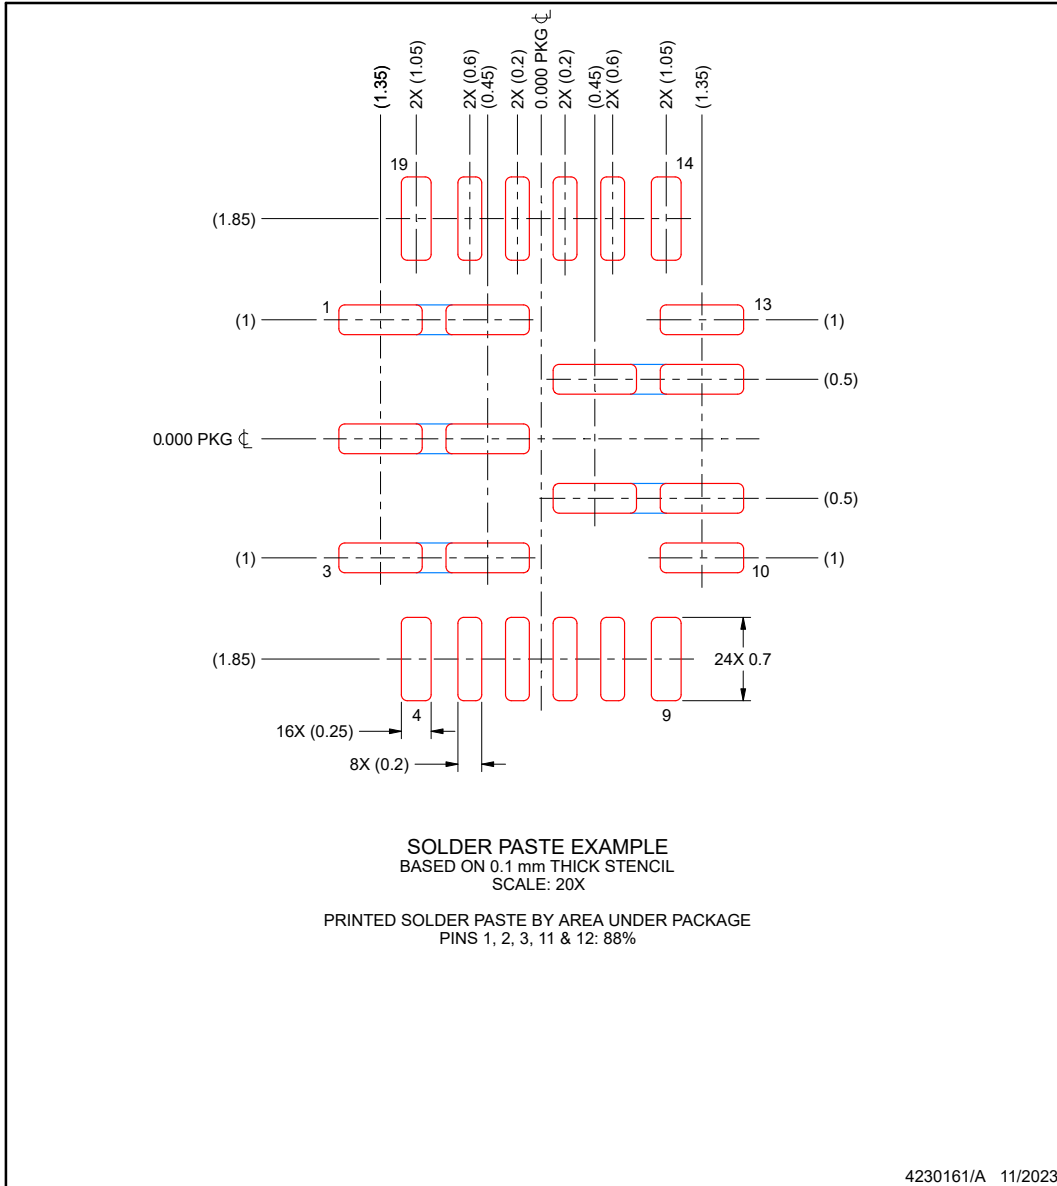 (1.35)
2X (1.05)
2X (0.6)
(0.45)
2X (0.2)
0.000 PKG ℄
2X (0.2)
(0.45)
2X (0.6)
2X (1.05)
(1.35)
19
14
(1.85)
1
13
(1)
(1)
(0.5)
0.000 PKG ℄
(0.5)
(1)
(1)
3
10
(1.85)
24X 0.7
4
9
16X (0.25)
8X (0.2)
SOLDER PASTE EXAMPLE
BASED ON 0.1 mm THICK STENCIL
SCALE: 20X
PRINTED SOLDER PASTE BY AREA UNDER PACKAGE
PINS 1, 2, 3, 11 & 12: 88%
4230161/A 11/2023